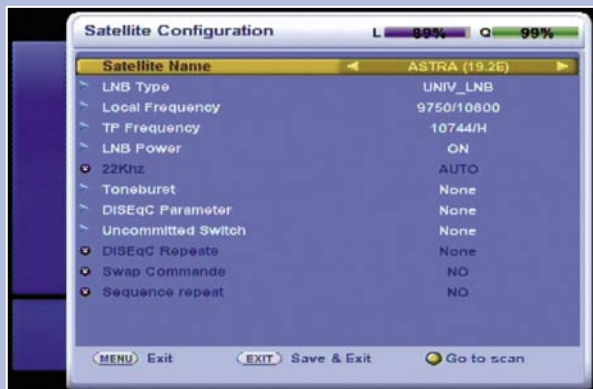 Satellite Configuration L 89% Q 99%
Satellite Name ASTRA (19.2E)
LNB Type UNIV_LNB
Local Frequency 9750/10600
TP Frequency 10744/H
LNB Power ON
22Khz AUTO
Toneburst None
DISEqC Parameter None
Uncommitted Switch None
DISEqC Repeats None
Swap Commands NO
Sequence repeat NO
MENU Exit EXIT Save & Exit Go to scan